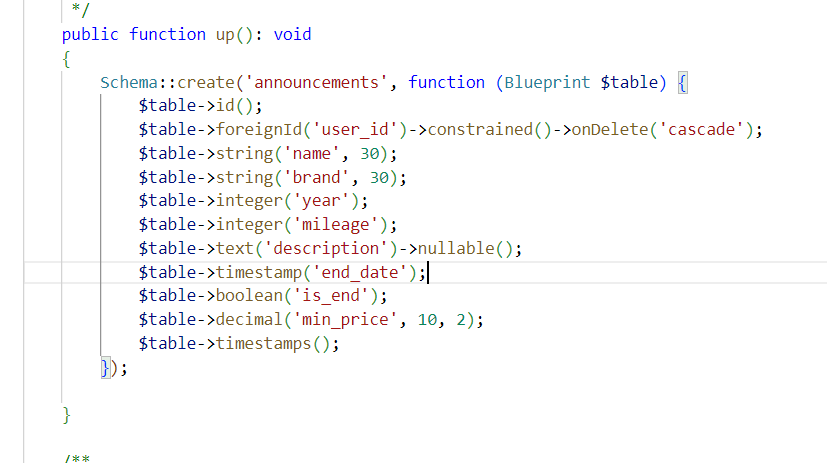 */
public function up(): void
{
Schema::create('announcements', function (Blueprint $table) {
$table->id();
$table->foreignId('user_id')->constrained()->onDelete('cascade');
$table->string('name', 30);
$table->string('brand', 30);
$table->integer('year');
$table->integer('mileage');
$table->text('description')->nullable();
$table->timestamp('end_date');
$table->boolean('is_end');
$table->decimal('min_price', 10, 2);
$table->timestamps();
});
}
/**